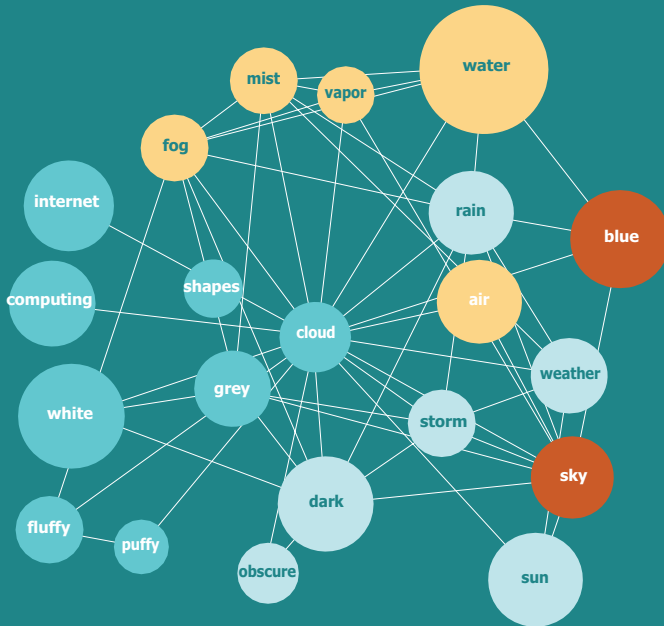 water
mist
vapor
fog
internet
rain
blue
shapes
computing
air
cloud
weather
grey
white
storm
sky
dark
fluffy
puffy
obscure
sun